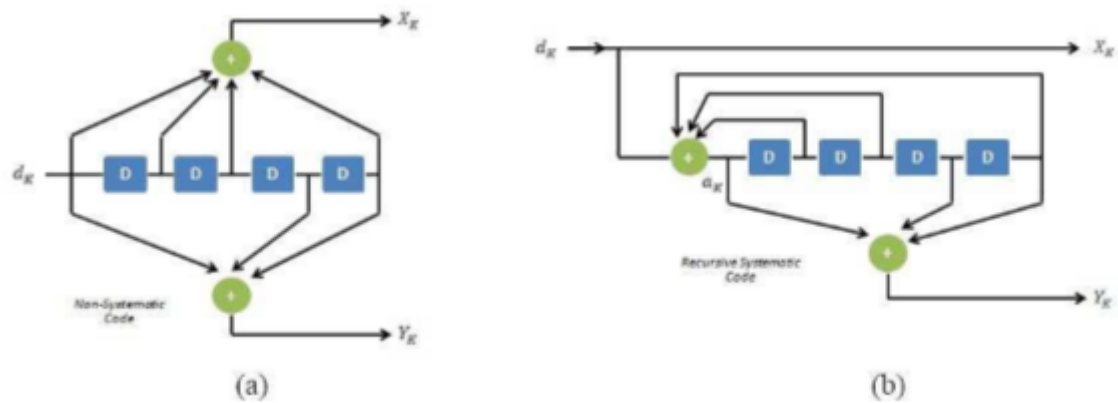 X_K
+
d_K
D D D D
+
Non-Systematic
Code
Y_K
(a)
d_K
X_K
+
D D D D
a_K
+
Recursive Systematic
Code
Y_K
(b)